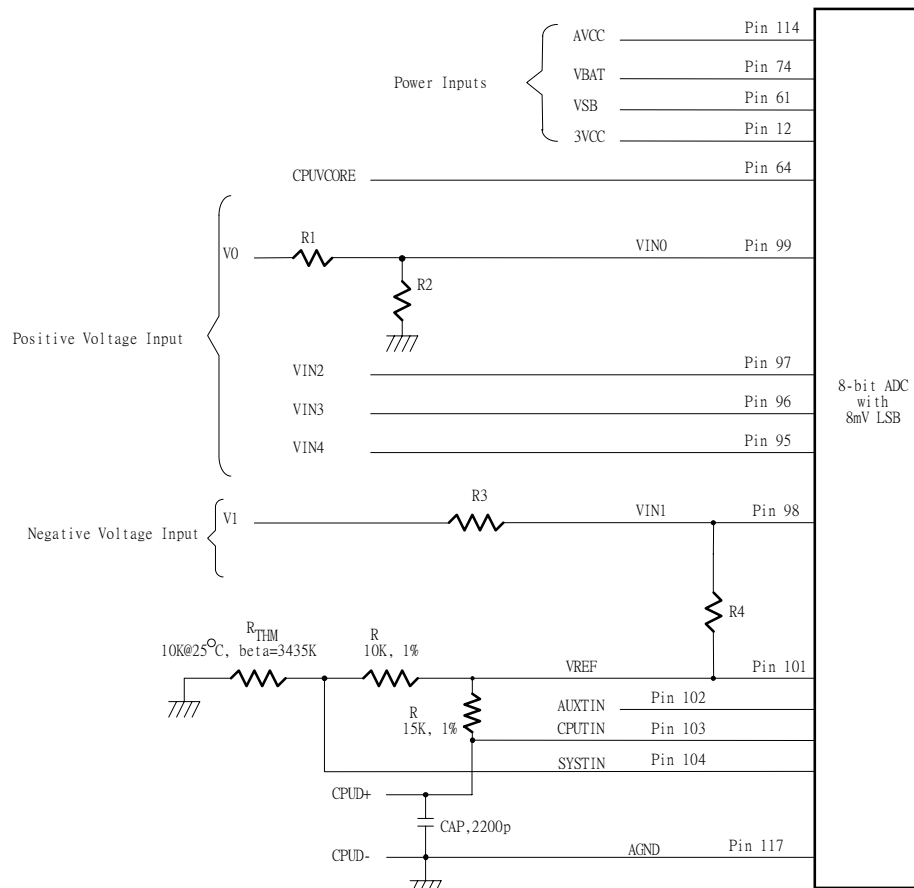 AVCC Pin 114
VBAT Pin 74
Power Inputs
VSB Pin 61
3VCC Pin 12
CPUVCORE Pin 64
R1
V0 VIN0 Pin 99
R2
Positive Voltage Input
VIN2 Pin 97
8-bit ADC
with
8mV LSB
VIN3 Pin 96
VIN4 Pin 95
R3
V1 VIN1 Pin 98
Negative Voltage Input
R4
RTHM
10K@25°C, beta=3435K
R
10K, 1%
VREF Pin 101
AUXTIN Pin 102
R
15K, 1%
CPUTIN Pin 103
SYSTIN Pin 104
CPUD+
CAP,2200p
CPUD- AGND Pin 117